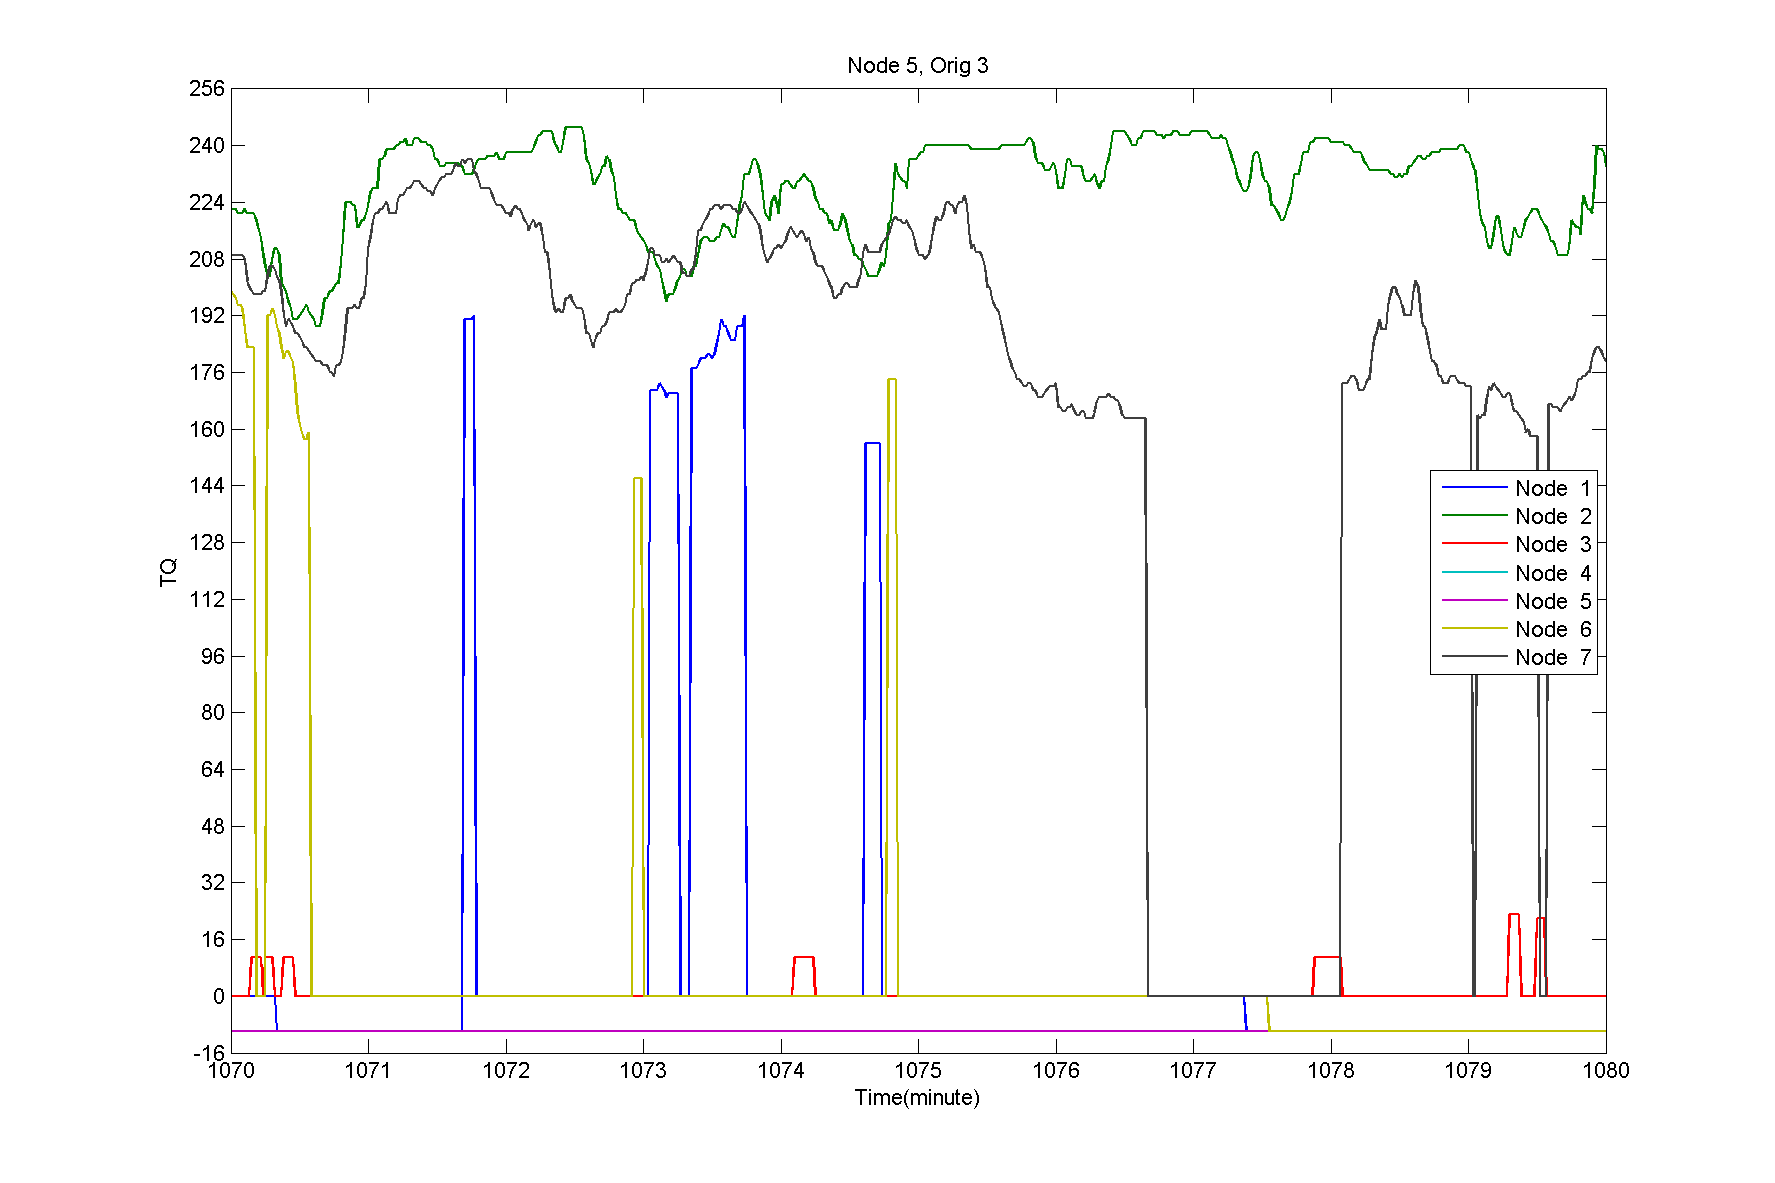 Node 5, Orig 3
256
240
224
208
192
176
160
144
128
112
96
80
64
48
32
16
0
-16
TQ
Node 1
Node 2
Node 3
Node 4
Node 5
Node 6
Node 7
1070 1071 1072 1073 1074 1075 1076 1077 1078 1079 1080
Time(minute)